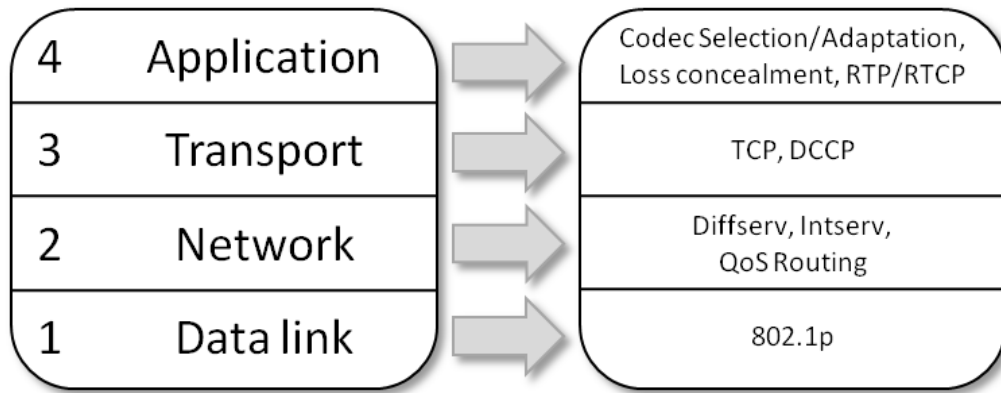 4 Application
Codec Selection/Adaptation,
Loss concealment, RTP/RTCP
3 Transport
TCP, DCCP
2 Network
Diffserv, Intserv,
QoS Routing
1 Data link
802.1p